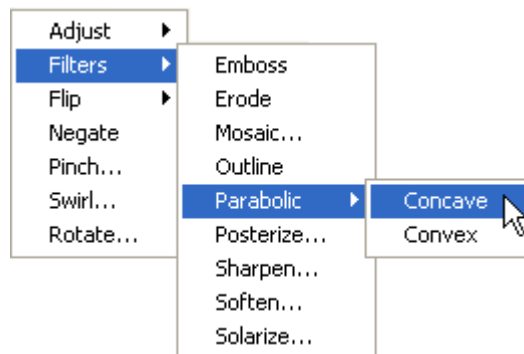 Adjust
Filters
Flip
Negate
Pinch...
Swirl...
Rotate...
Emboss
Erode
Mosaic...
Outline
Parabolic
Posterize...
Sharpen...
Soften...
Solarize...
Concave
Convex